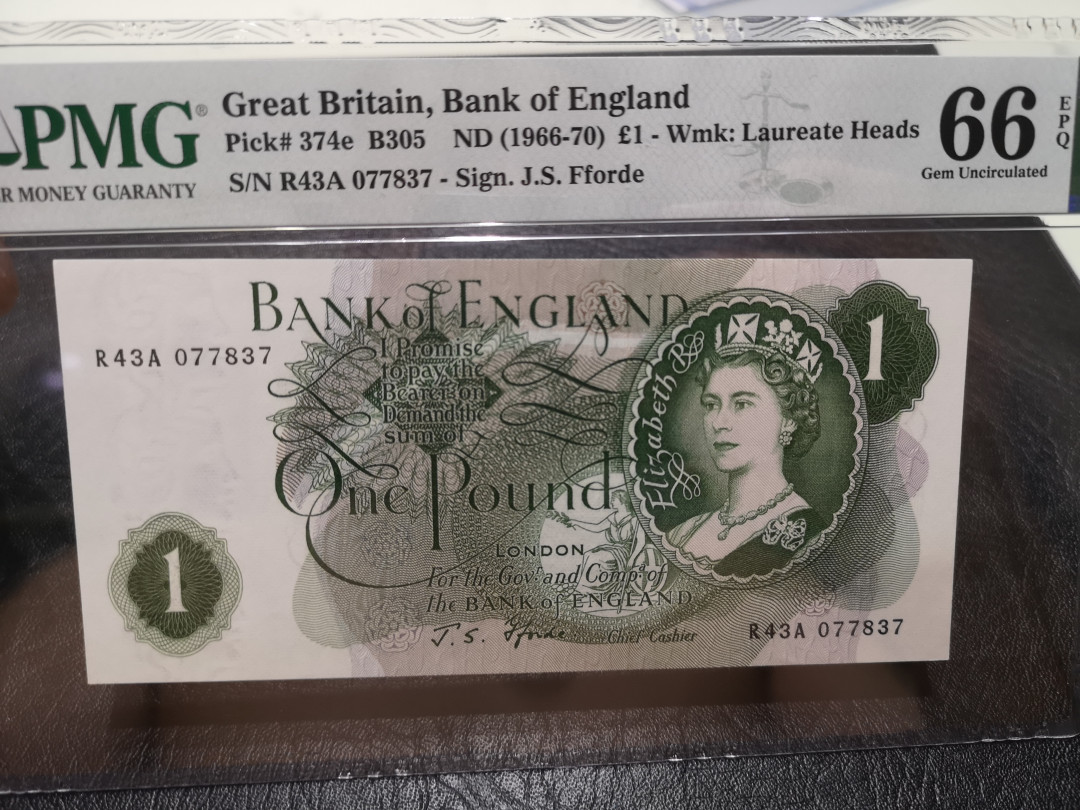 PMG®
R MONEY GUARANTY
Great Britain, Bank of England
Pick# 374e B305 ND (1966-70) £1 - Wmk: Laureate Heads
S/N R43A 077837 - Sign. J.S. Fforde
66
EPQ
Gem Uncirculated
BANK of ENGLAND
R43A 077837
I Promise
to pay the
Bearer on
Demand the
sum of
One Pound
Elizabeth R
1
1
LONDON
For the Govr. and Compa. of
the BANK of ENGLAND
J. S. Fforde Chief Cashier
R43A 077837